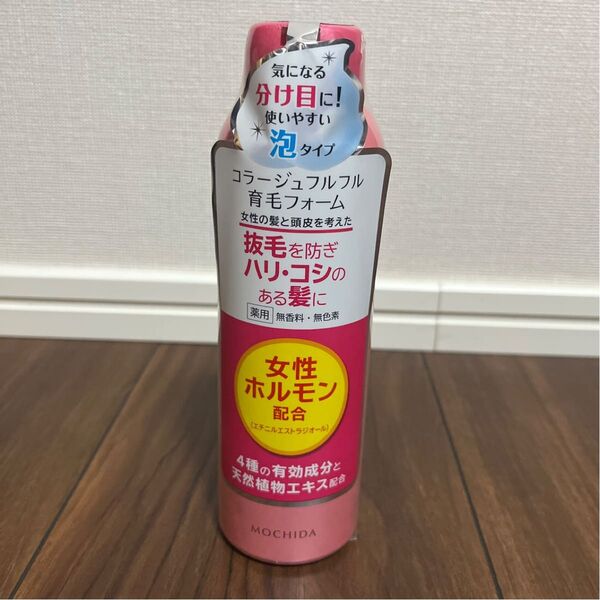 気になる
分け目に!
使いやすい
泡タイプ
コラージュフルフル
育毛フォーム
女性の髪と頭皮を考えた
抜毛を防ぎ
ハリ・コシの
ある髪に
薬用 無香料・無色素
女性
ホルモン
配合
(エチニルエストラジオール)
4種の有効成分と
天然植物エキス配合
MOCHIDA